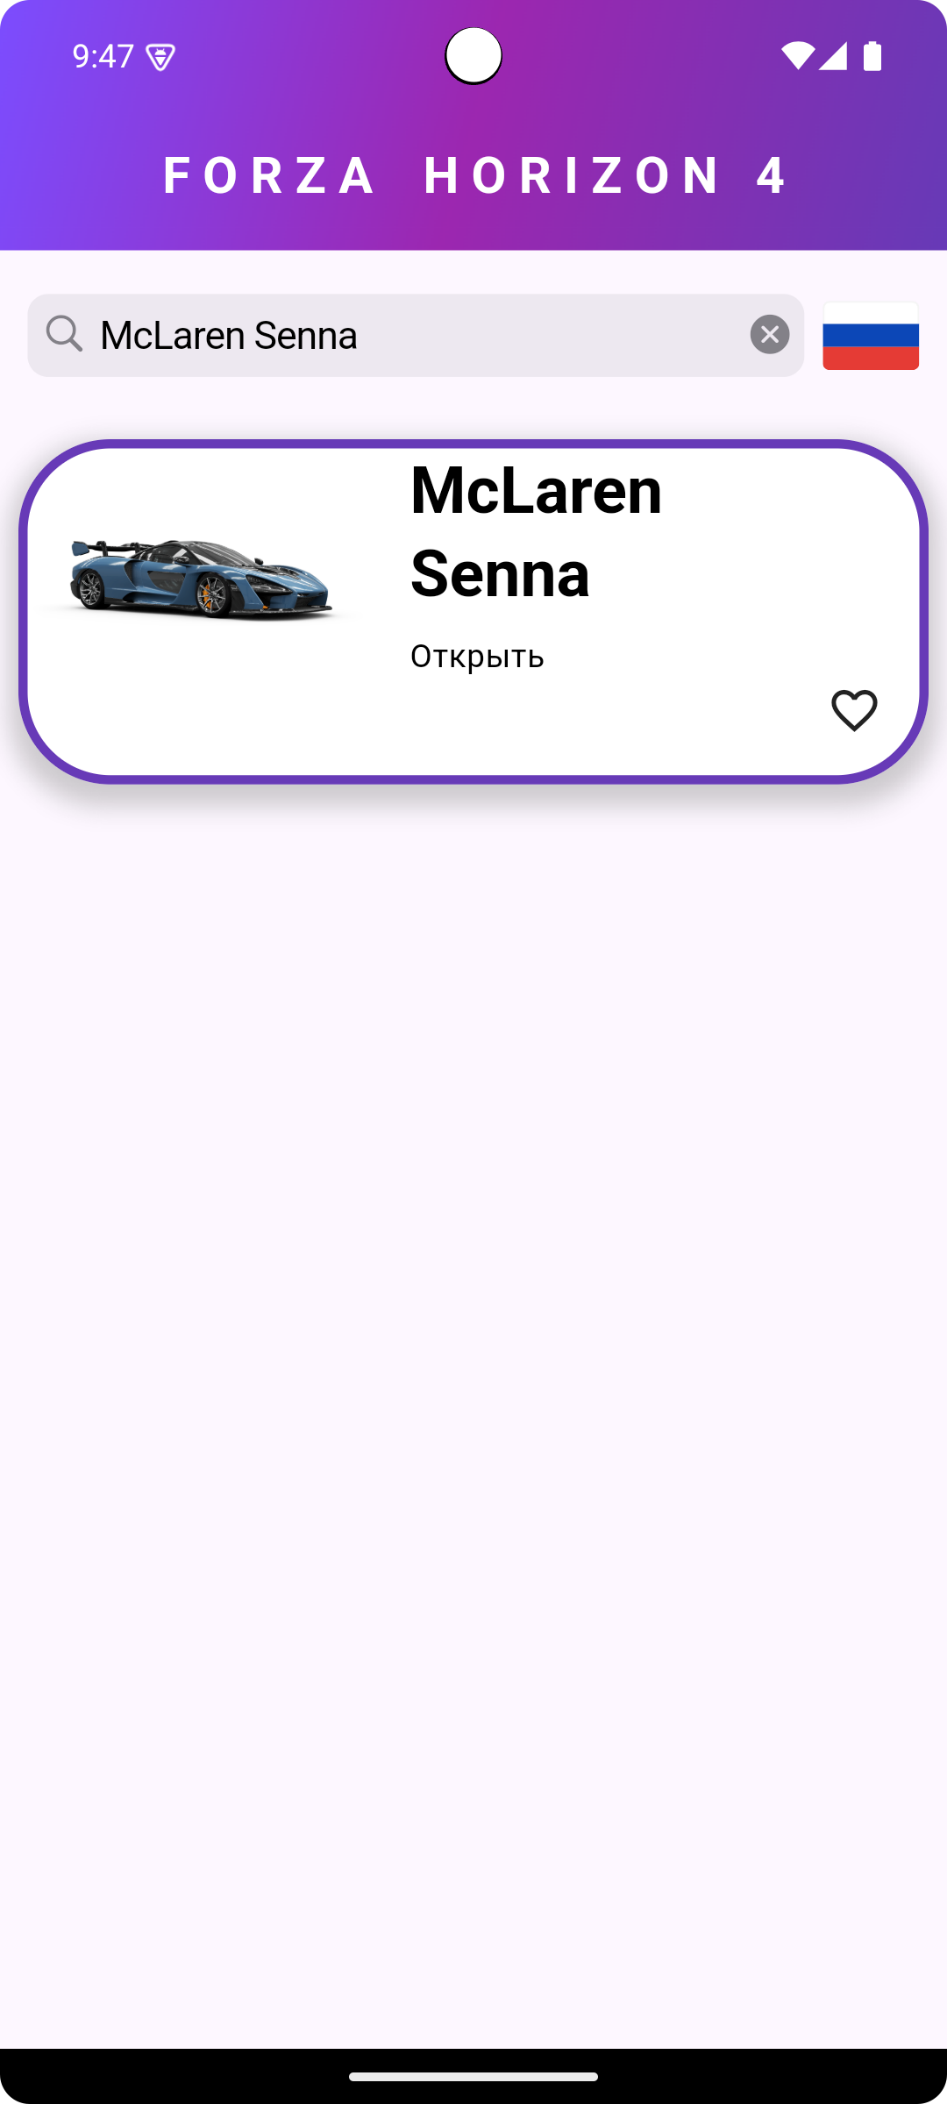 9:47
FORZA HORIZON 4
McLaren Senna
McLaren
Senna
Открыть